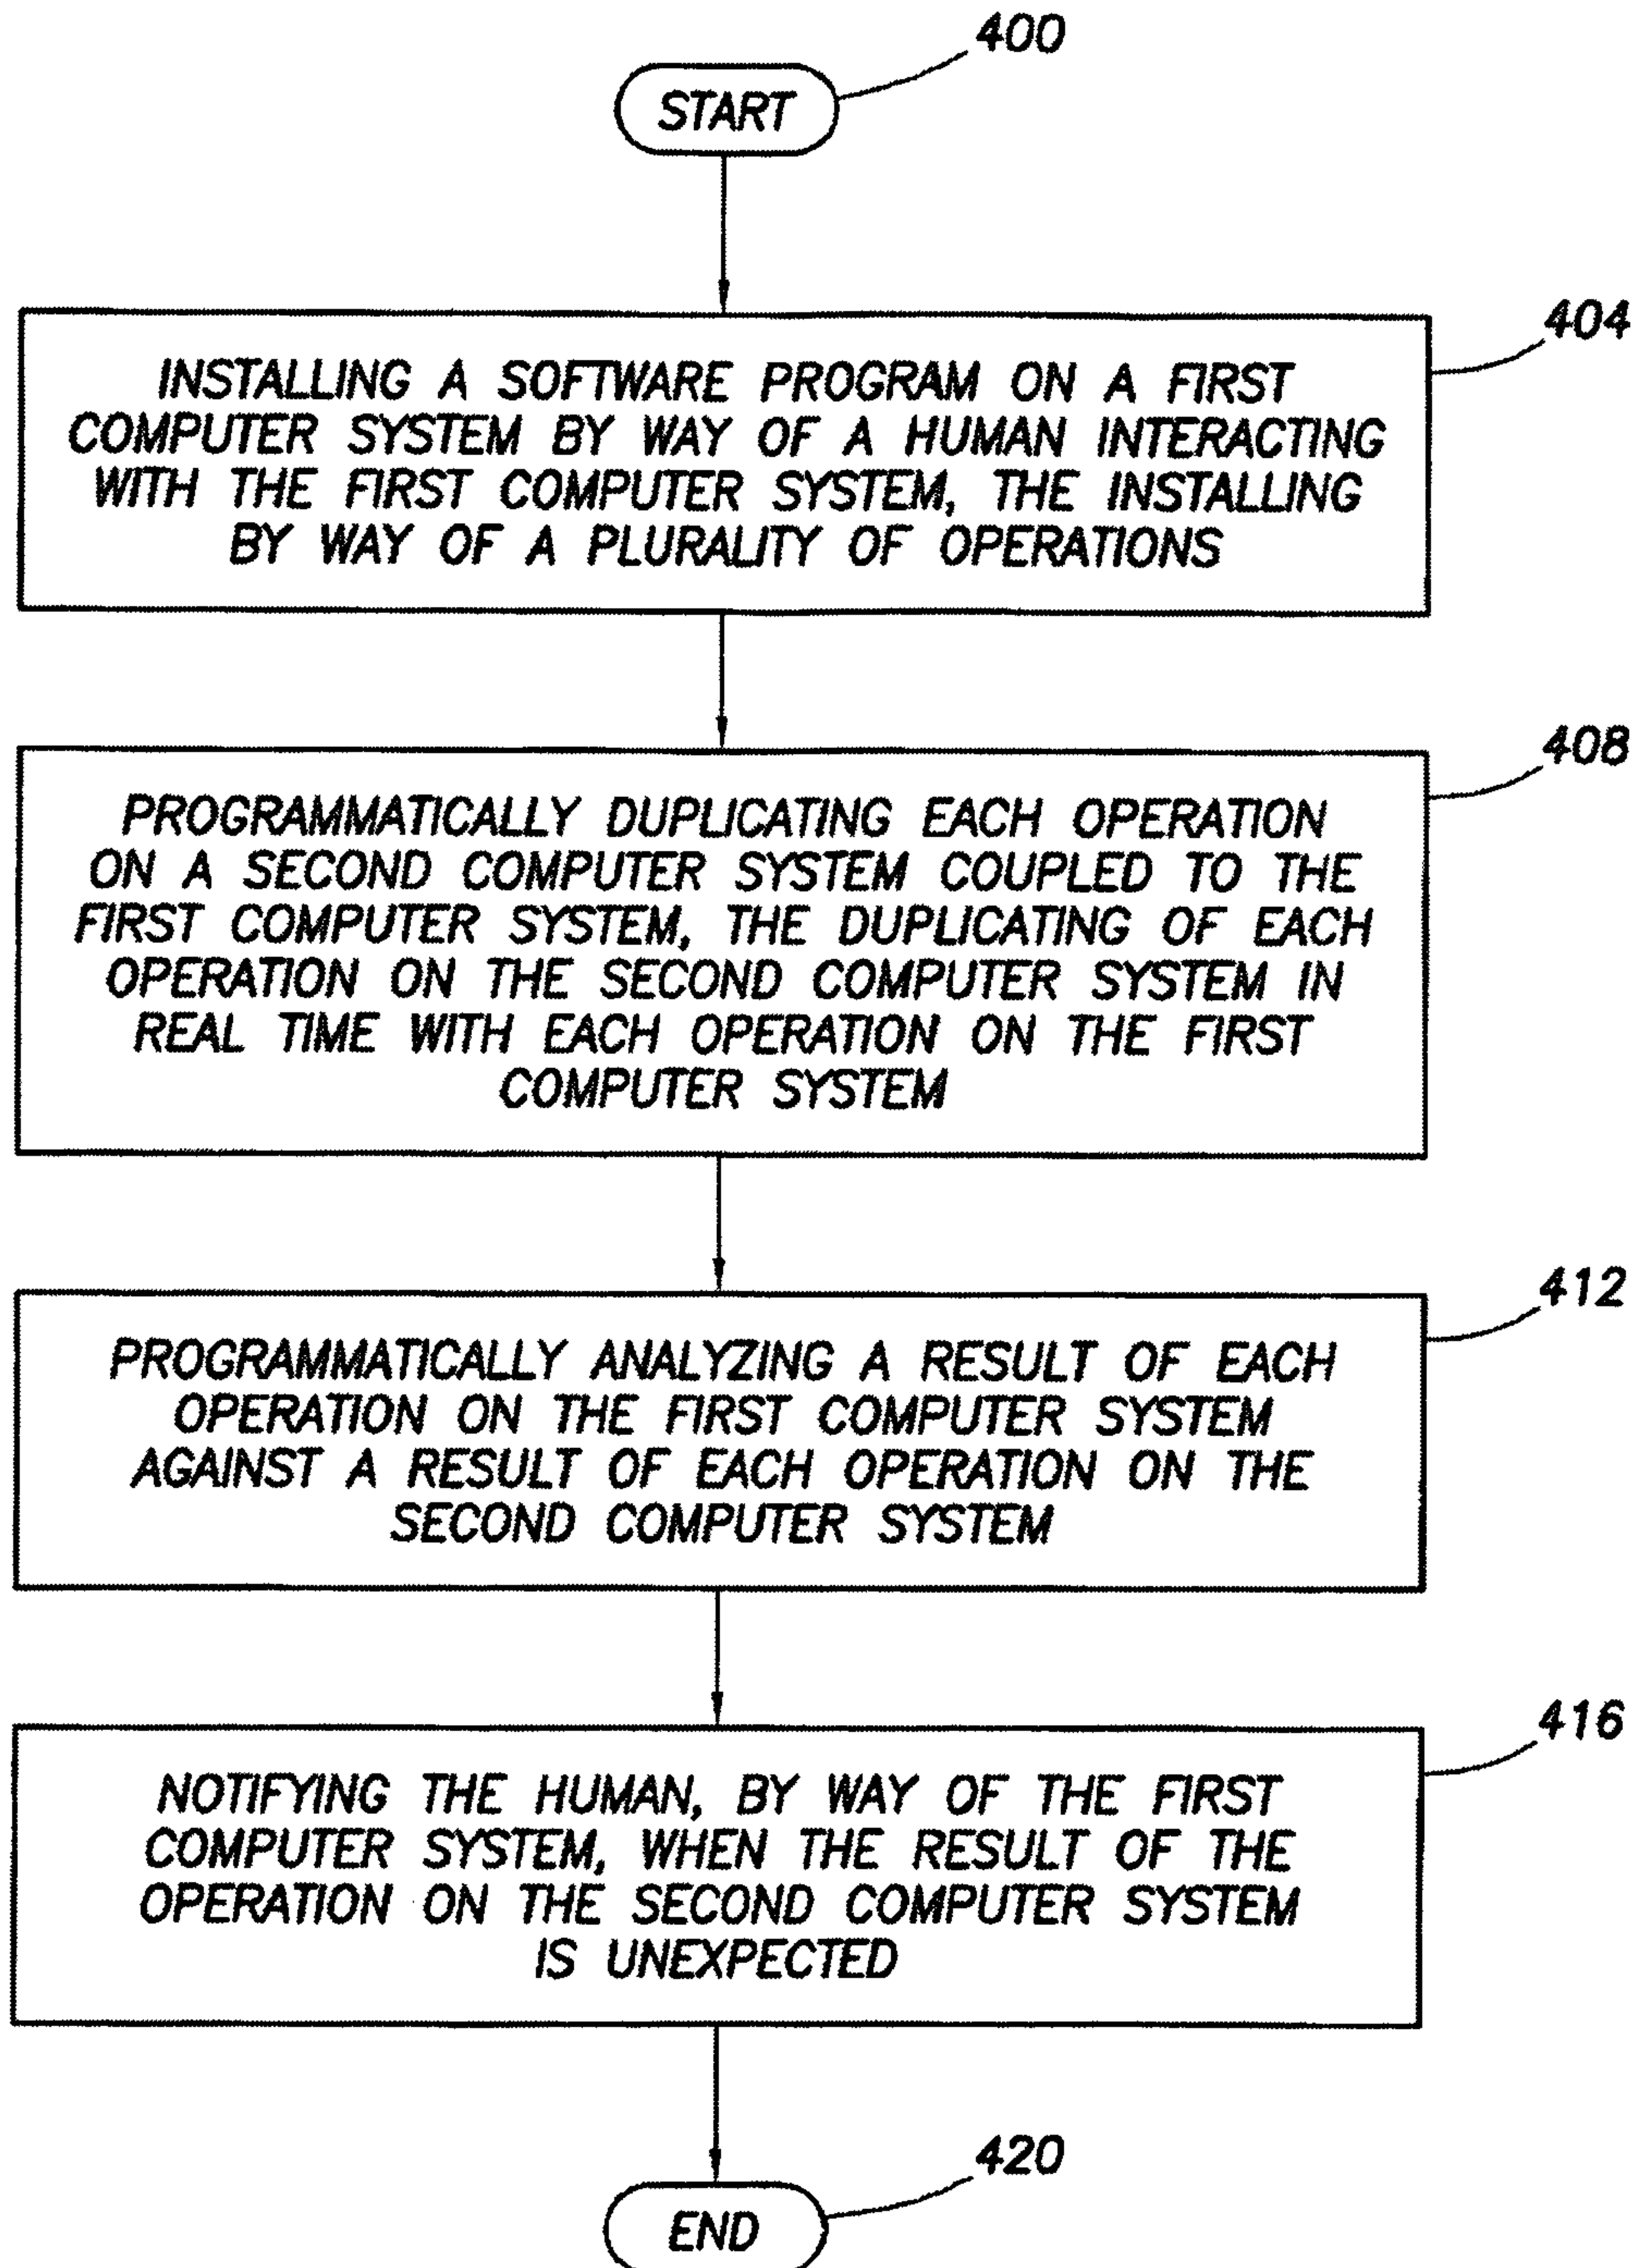 400
START
404
INSTALLING A SOFTWARE PROGRAM ON A FIRST
COMPUTER SYSTEM BY WAY OF A HUMAN INTERACTING
WITH THE FIRST COMPUTER SYSTEM, THE INSTALLING
BY WAY OF A PLURALITY OF OPERATIONS
408
PROGRAMMATICALLY DUPLICATING EACH OPERATION
ON A SECOND COMPUTER SYSTEM COUPLED TO THE
FIRST COMPUTER SYSTEM, THE DUPLICATING OF EACH
OPERATION ON THE SECOND COMPUTER SYSTEM IN
REAL TIME WITH EACH OPERATION ON THE FIRST
COMPUTER SYSTEM
412
PROGRAMMATICALLY ANALYZING A RESULT OF EACH
OPERATION ON THE FIRST COMPUTER SYSTEM
AGAINST A RESULT OF EACH OPERATION ON THE
SECOND COMPUTER SYSTEM
416
NOTIFYING THE HUMAN, BY WAY OF THE FIRST
COMPUTER SYSTEM, WHEN THE RESULT OF THE
OPERATION ON THE SECOND COMPUTER SYSTEM
IS UNEXPECTED
420
END